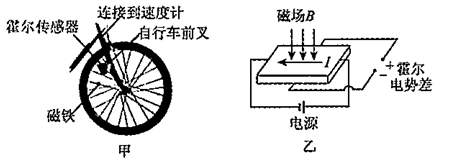 连接到速度计
霍尔传感器
自行车前叉
磁铁
甲
磁场B
I
+
-
霍尔
电势差
电源
乙